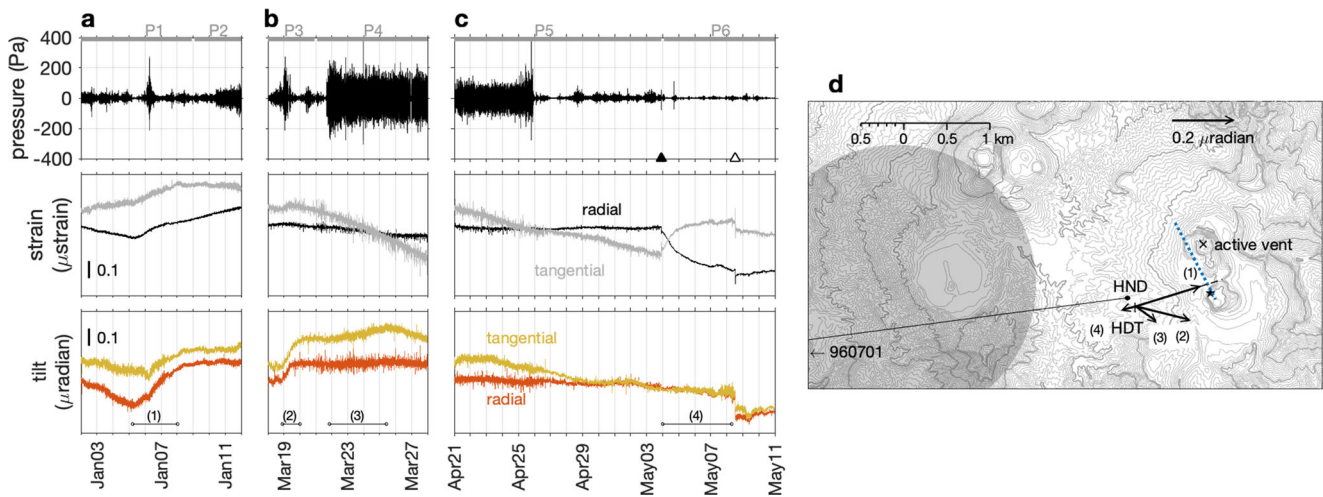 a
b
c
P1
P2
P3
P4
P5
P6
400
200
0
-200
-400
pressure (Pa)
strain
(μstrain)
0.1
radial
tangential
tilt
(μradian)
0.1
tangential
radial
(1)
(2)
(3)
(4)
Jan03
Jan07
Jan11
Mar19
Mar23
Mar27
Apr21
Apr25
Apr29
May03
May07
May11
d
0.5
0
0.5
1 km
0.2 μradian
× active vent
(1)
HND
HDT
(4)
(3)
(2)
← 960701